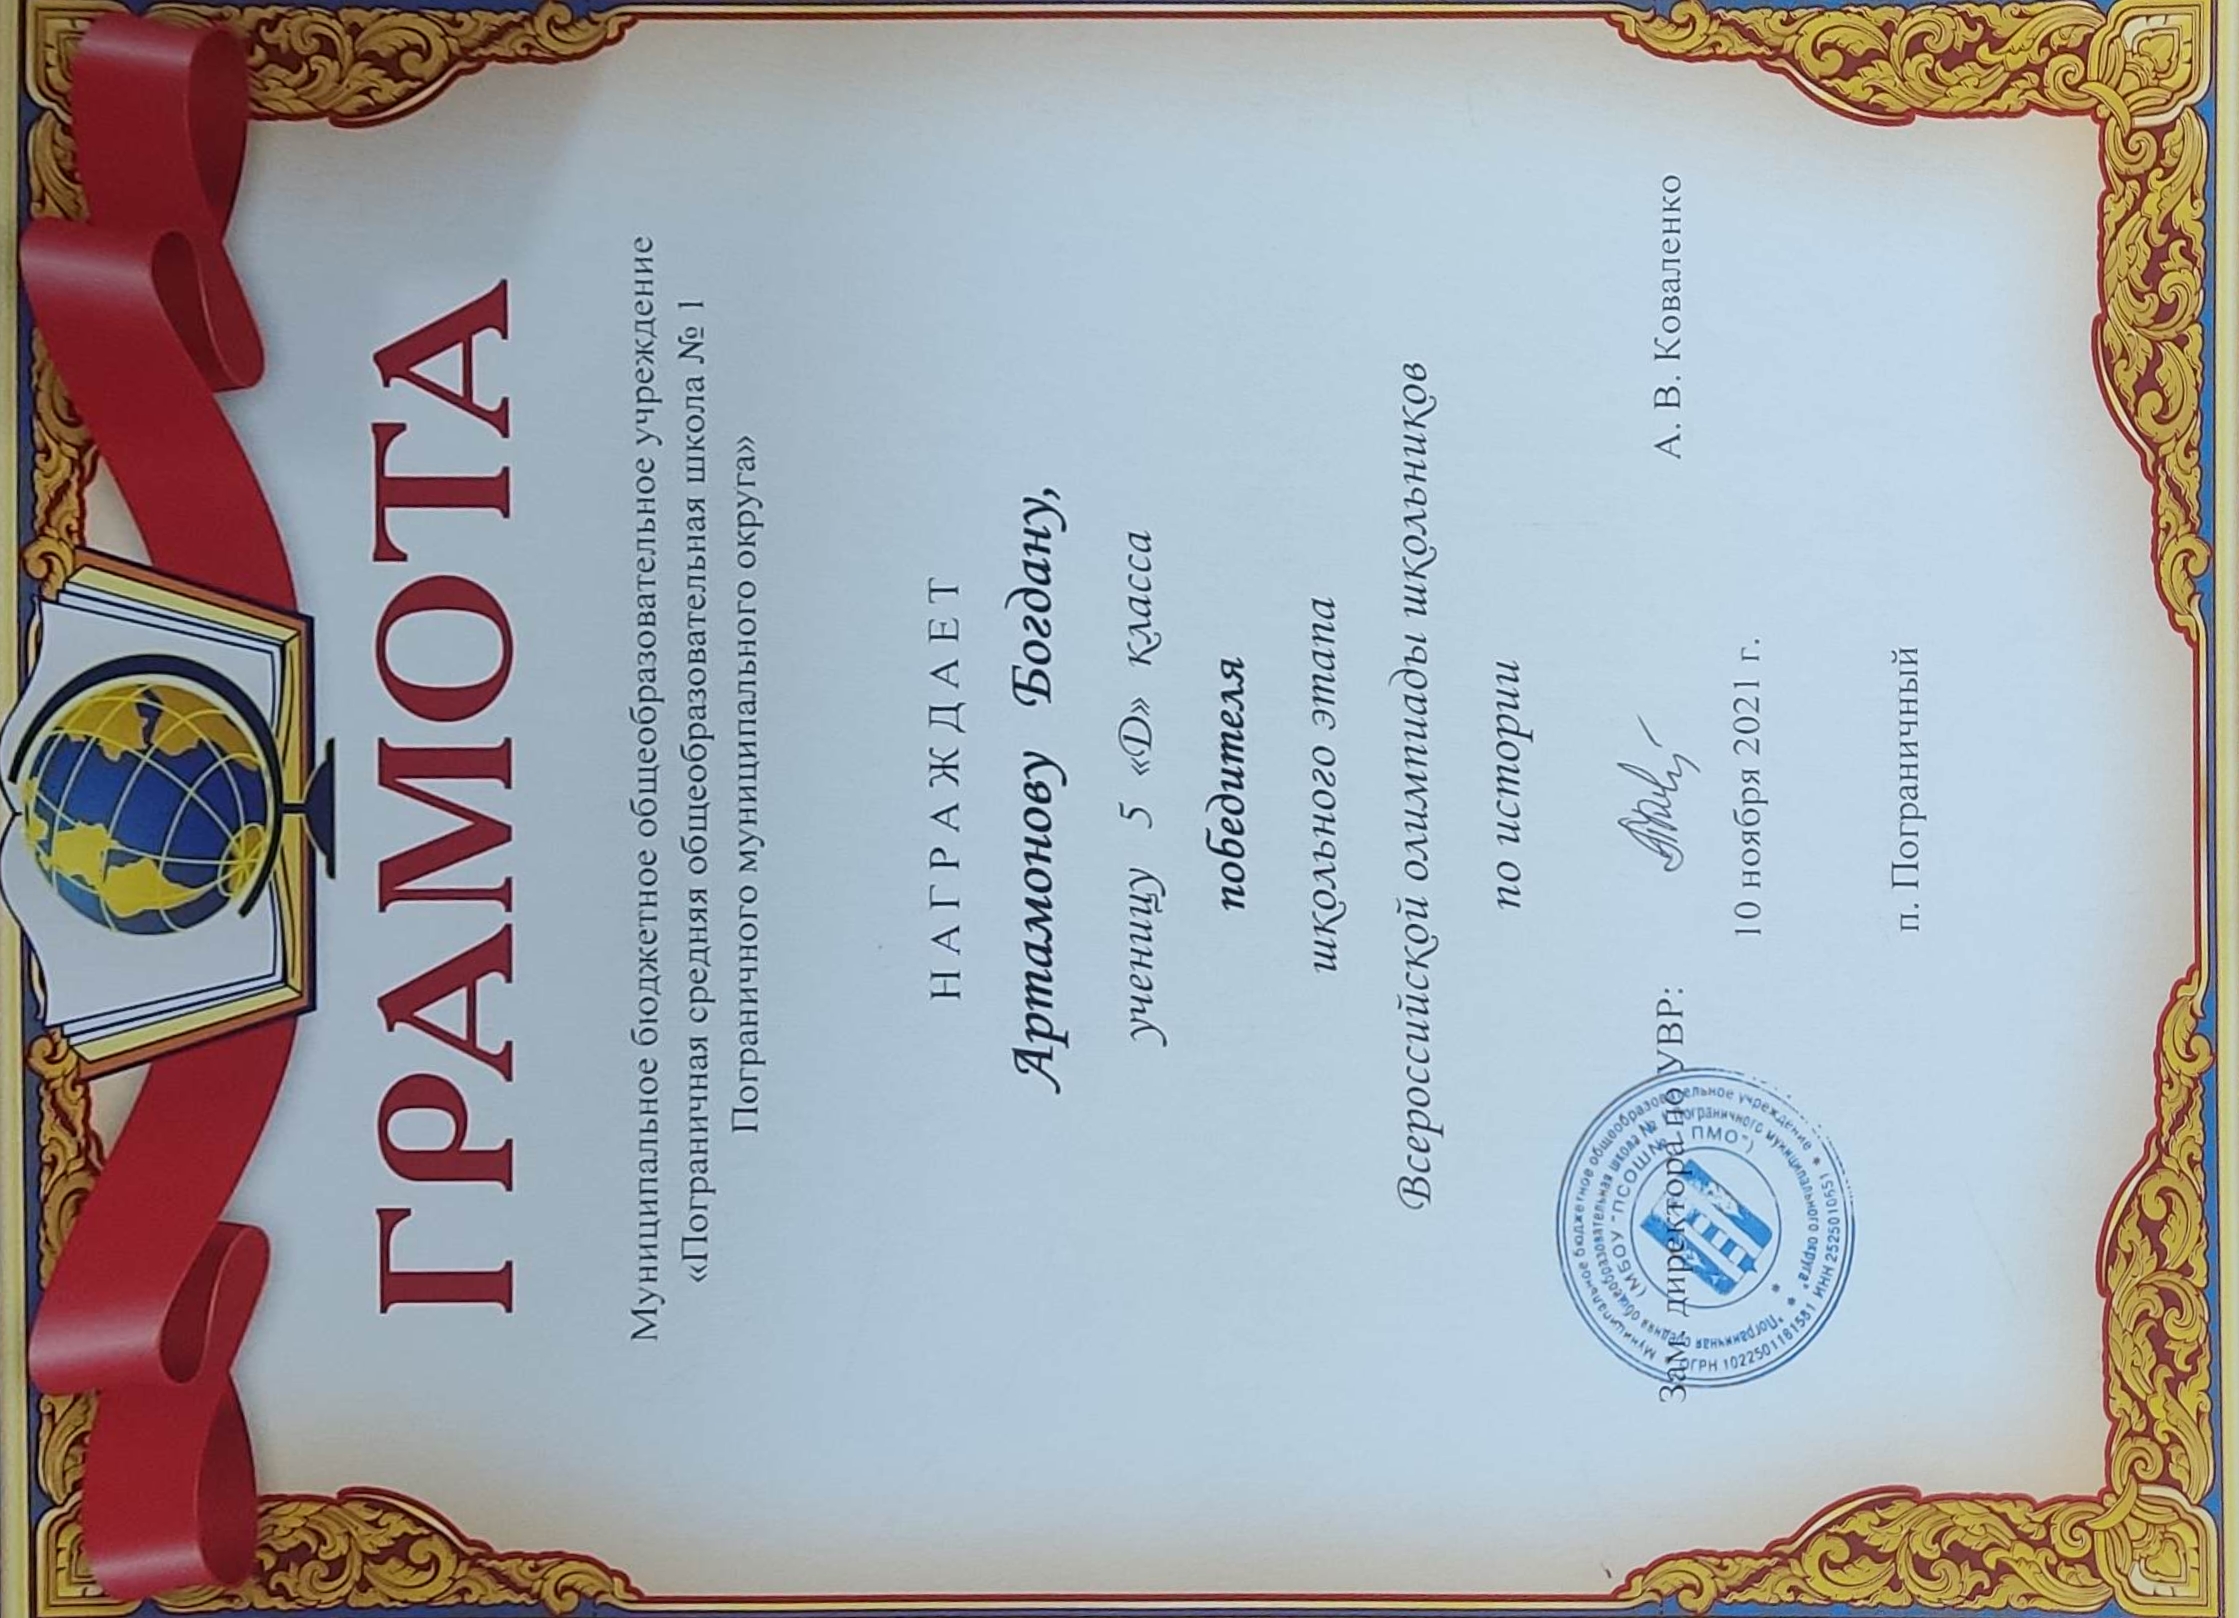 ГРАМОТА
Муниципальное бюджетное общеобразовательное учреждение
«Пограничная средняя общеобразовательная школа № 1
Пограничного муниципального округа»
НАГРАЖДАЕТ
Артамонову Богдану,
ученицу 5 «D» класса
победителя
школьного этапа
Всероссийской олимпиады школьников
по истории
Зам. директора по УВР:
А. В. Коваленко
10 ноября 2021 г.
п. Пограничный
Муниципальное бюджетное общеобразовательное учреждение * ОГРН 1022501181581 ИНН 2525010651 *
"Пограничная средняя общеобразовательная школа № 1 Пограничного муниципального округа" *
(МБОУ "ПСОШ № 1 ПМО") *